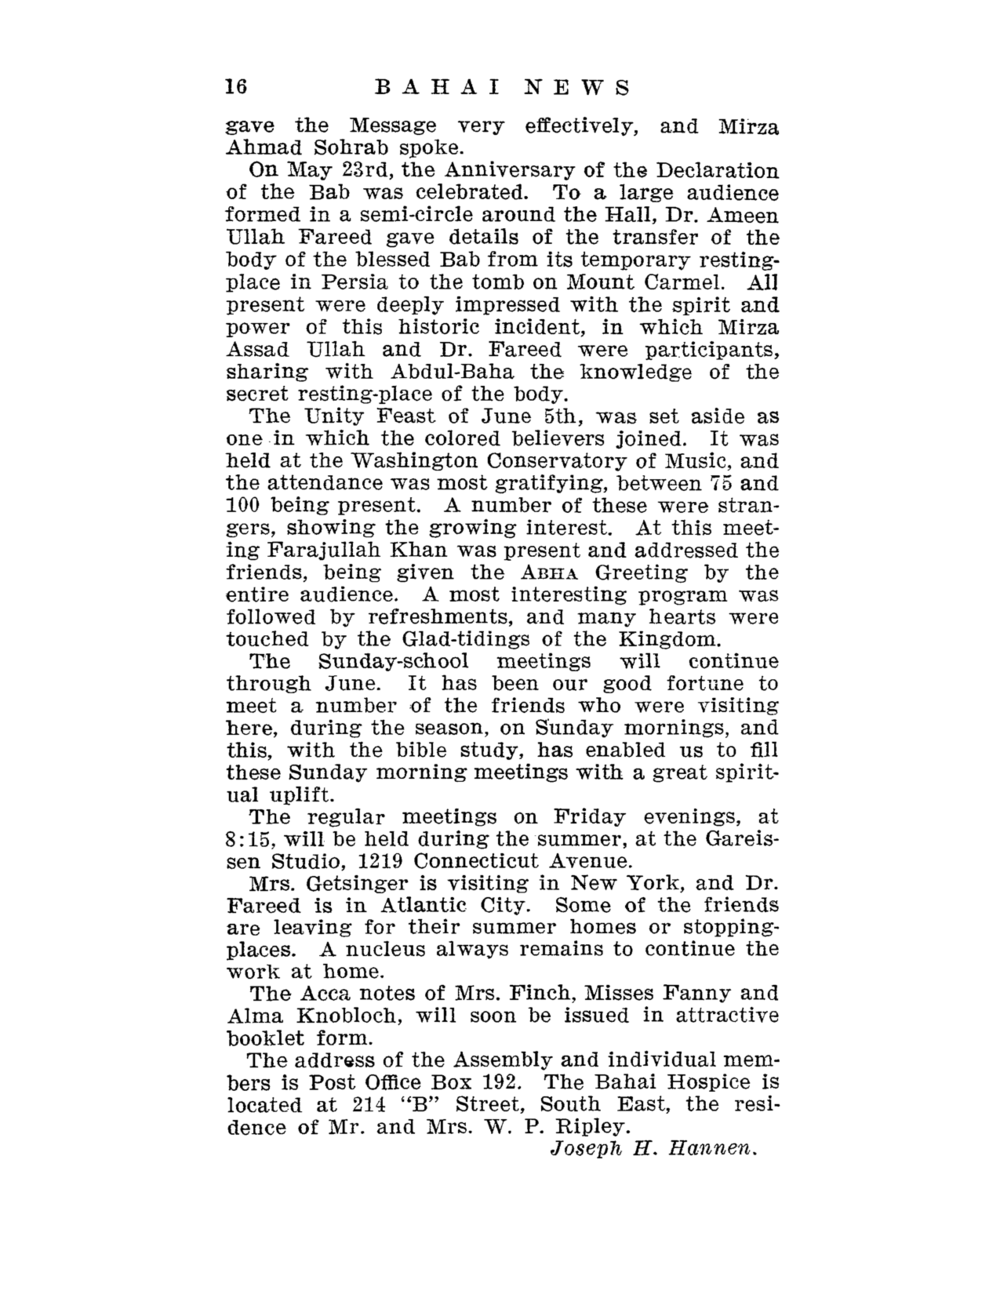 16 BAHAI NEWS
gave the Message very effectively, and Mirza
Ahmad Sohrab spoke.
On May 23rd, the Anniversary of the Declaration
of the Bab was celebrated. To a large audience
formed in a semi-circle around the Hall, Dr. Ameen
Ullah Fareed gave details of the transfer of the
body of the blessed Bab from its temporary resting-
place in Persia to the tomb on Mount Carmel. All
present were deeply impressed with the spirit and
power of this historic incident, in which Mirza
Assad Ullah and Dr. Fareed were participants,
sharing with Abdul-Baha the knowledge of the
secret resting-place of the body.
The Unity Feast of June 5th, was set aside as
one in which the colored believers joined. It was
held at the Washington Conservatory of Music, and
the attendance was most gratifying, between 75 and
100 being present. A number of these were stran-
gers, showing the growing interest. At this meet-
ing Farajullah Khan was present and addressed the
friends, being given the ABHA Greeting by the
entire audience. A most interesting program was
followed by refreshments, and many hearts were
touched by the Glad-tidings of the Kingdom.
The Sunday-school meetings will continue
through June. It has been our good fortune to
meet a number of the friends who were visiting
here, during the season, on Sunday mornings, and
this, with the bible study, has enabled us to fill
these Sunday morning meetings with a great spirit-
ual uplift.
The regular meetings on Friday evenings, at
8:15, will be held during the summer, at the Gareis-
sen Studio, 1219 Connecticut Avenue.
Mrs. Getsinger is visiting in New York, and Dr.
Fareed is in Atlantic City. Some of the friends
are leaving for their summer homes or stopping-
places. A nucleus always remains to continue the
work at home.
The Acca notes of Mrs. Finch, Misses Fanny and
Alma Knobloch, will soon be issued in attractive
booklet form.
The address of the Assembly and individual mem-
bers is Post Office Box 192. The Bahai Hospice is
located at 214 "B" Street, South East, the resi-
dence of Mr. and Mrs. W. P. Ripley.
Joseph H. Hannen.